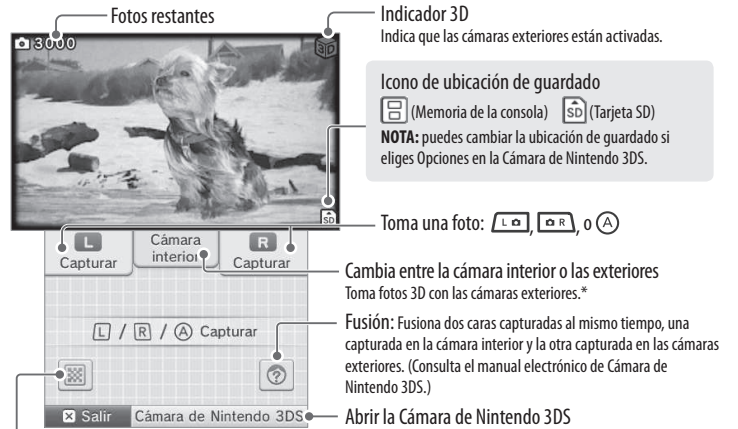 Fotos restantes
3000
3D
SD
Indicador 3D
Indica que las cámaras exteriores están activadas.
Icono de ubicación de guardado
(Memoria de la consola) SD (Tarjeta SD)
NOTA: puedes cambiar la ubicación de guardado si
eliges Opciones en la Cámara de Nintendo 3DS.
Toma una foto: L , R , o A
Cambia entre la cámara interior o las exteriores
Toma fotos 3D con las cámaras exteriores.*
Fusión: Fusiona dos caras capturadas al mismo tiempo, una
capturada en la cámara interior y la otra capturada en las cámaras
exteriores. (Consulta el manual electrónico de Cámara de
Nintendo 3DS.)
Abrir la Cámara de Nintendo 3DS
L
Capturar
Cámara
interior
R
Capturar
L / R / A Capturar
?
X Salir
Cámara de Nintendo 3DS